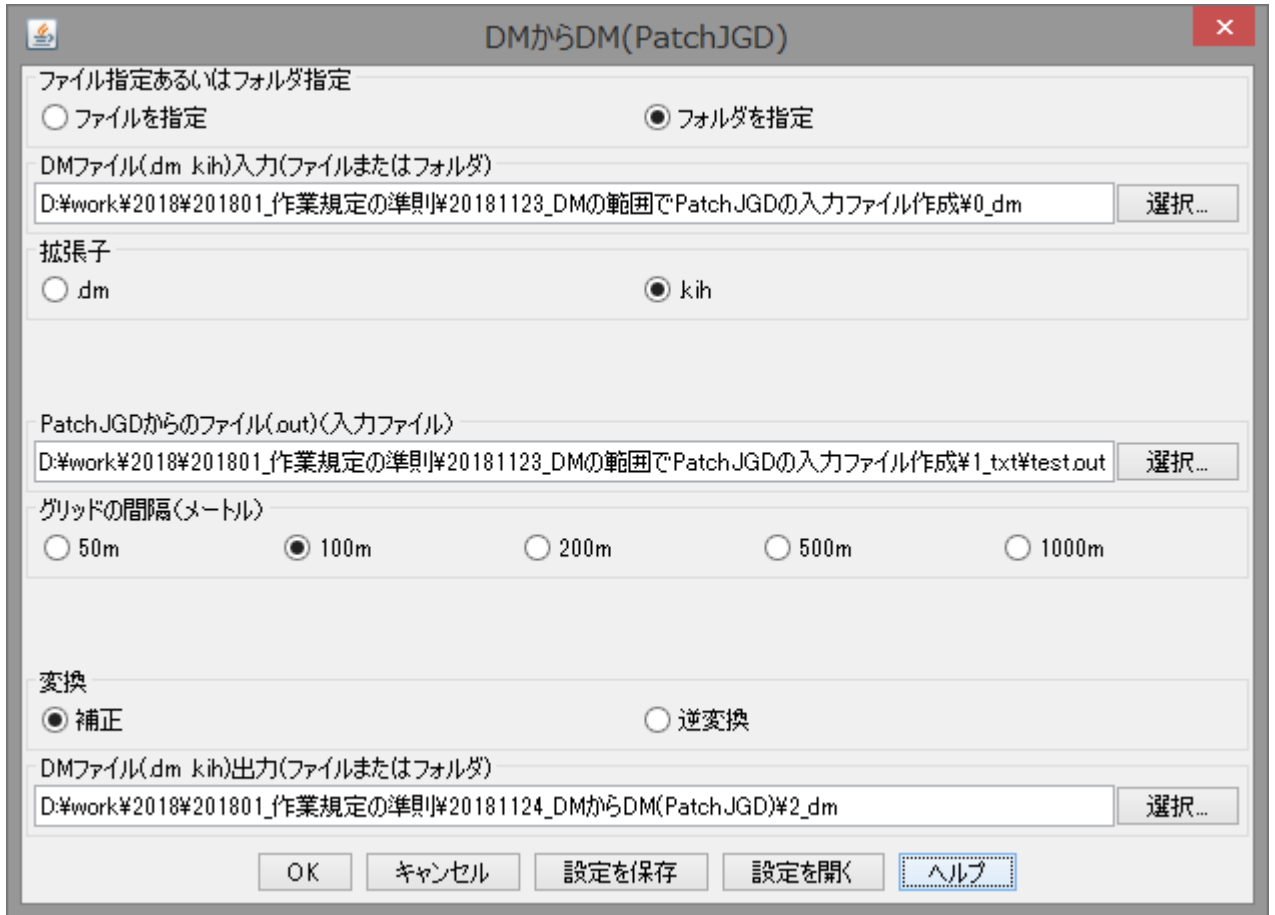 DMからDM(PatchJGD)
ファイル指定あるいはフォルダ指定
ファイルを指定 フォルダを指定
DMファイル(.dm .kih)入力(ファイルまたはフォルダ)
D:¥work¥2018¥201801_作業規定の準則¥20181123_DMの範囲でPatchJGDの入力ファイル作成¥0_dm 選択...
拡張子
.dm .kih
PatchJGDからのファイル(.out)(入力ファイル)
D:¥work¥2018¥201801_作業規定の準則¥20181123_DMの範囲でPatchJGDの入力ファイル作成¥1_txt¥test.out 選択...
グリッドの間隔(メートル)
50m 100m 200m 500m 1000m
変換
補正 逆変換
DMファイル(.dm .kih)出力(ファイルまたはフォルダ)
D:¥work¥2018¥201801_作業規定の準則¥20181124_DMからDM(PatchJGD)¥2_dm 選択...
OK キャンセル 設定を保存 設定を開く ヘルプ